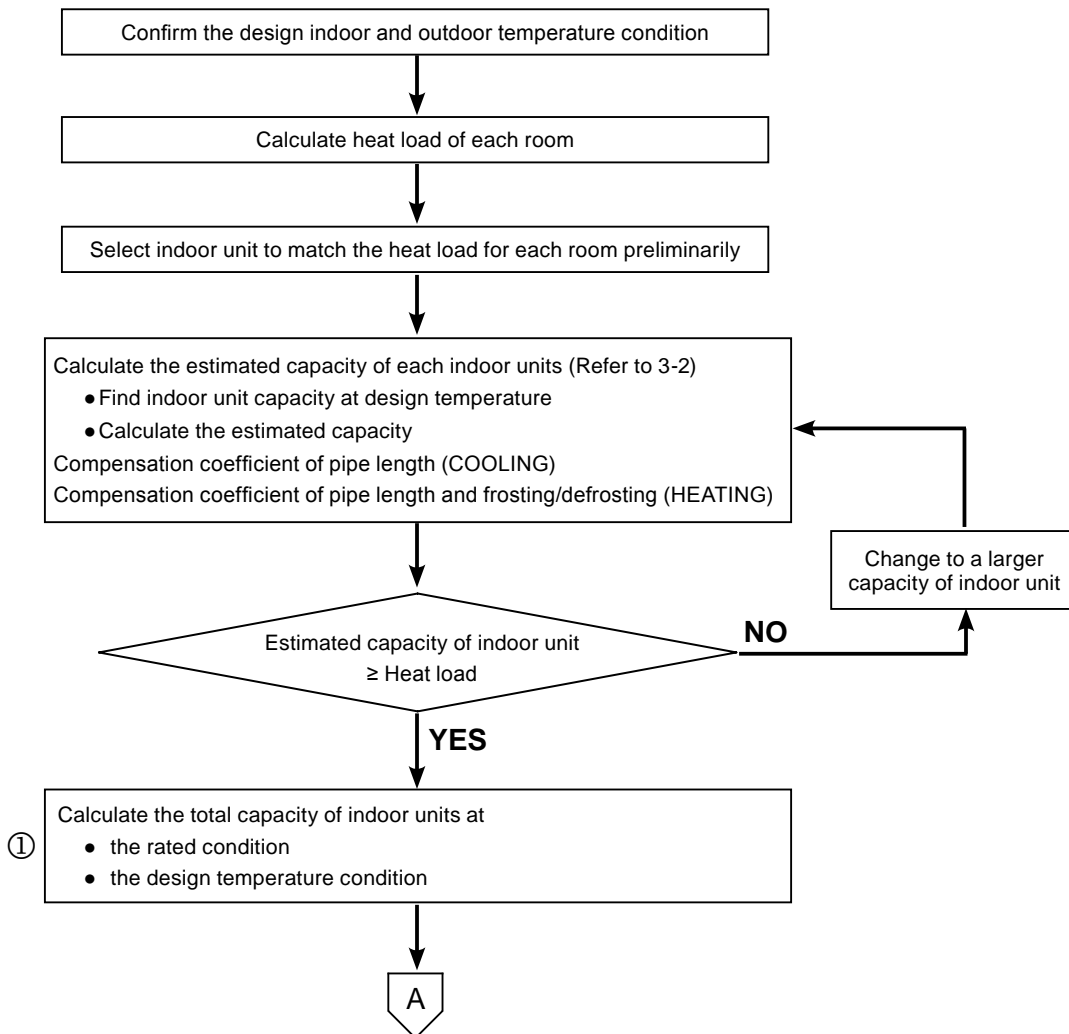 Confirm the design indoor and outdoor temperature condition
Calculate heat load of each room
Select indoor unit to match the heat load for each room preliminarily
Calculate the estimated capacity of each indoor units (Refer to 3-2)
●Find indoor unit capacity at design temperature
●Calculate the estimated capacity
Compensation coefficient of pipe length (COOLING)
Compensation coefficient of pipe length and frosting/defrosting (HEATING)
Change to a larger
capacity of indoor unit
Estimated capacity of indoor unit
≥ Heat load
NO
YES
①
Calculate the total capacity of indoor units at
● the rated condition
● the design temperature condition
A